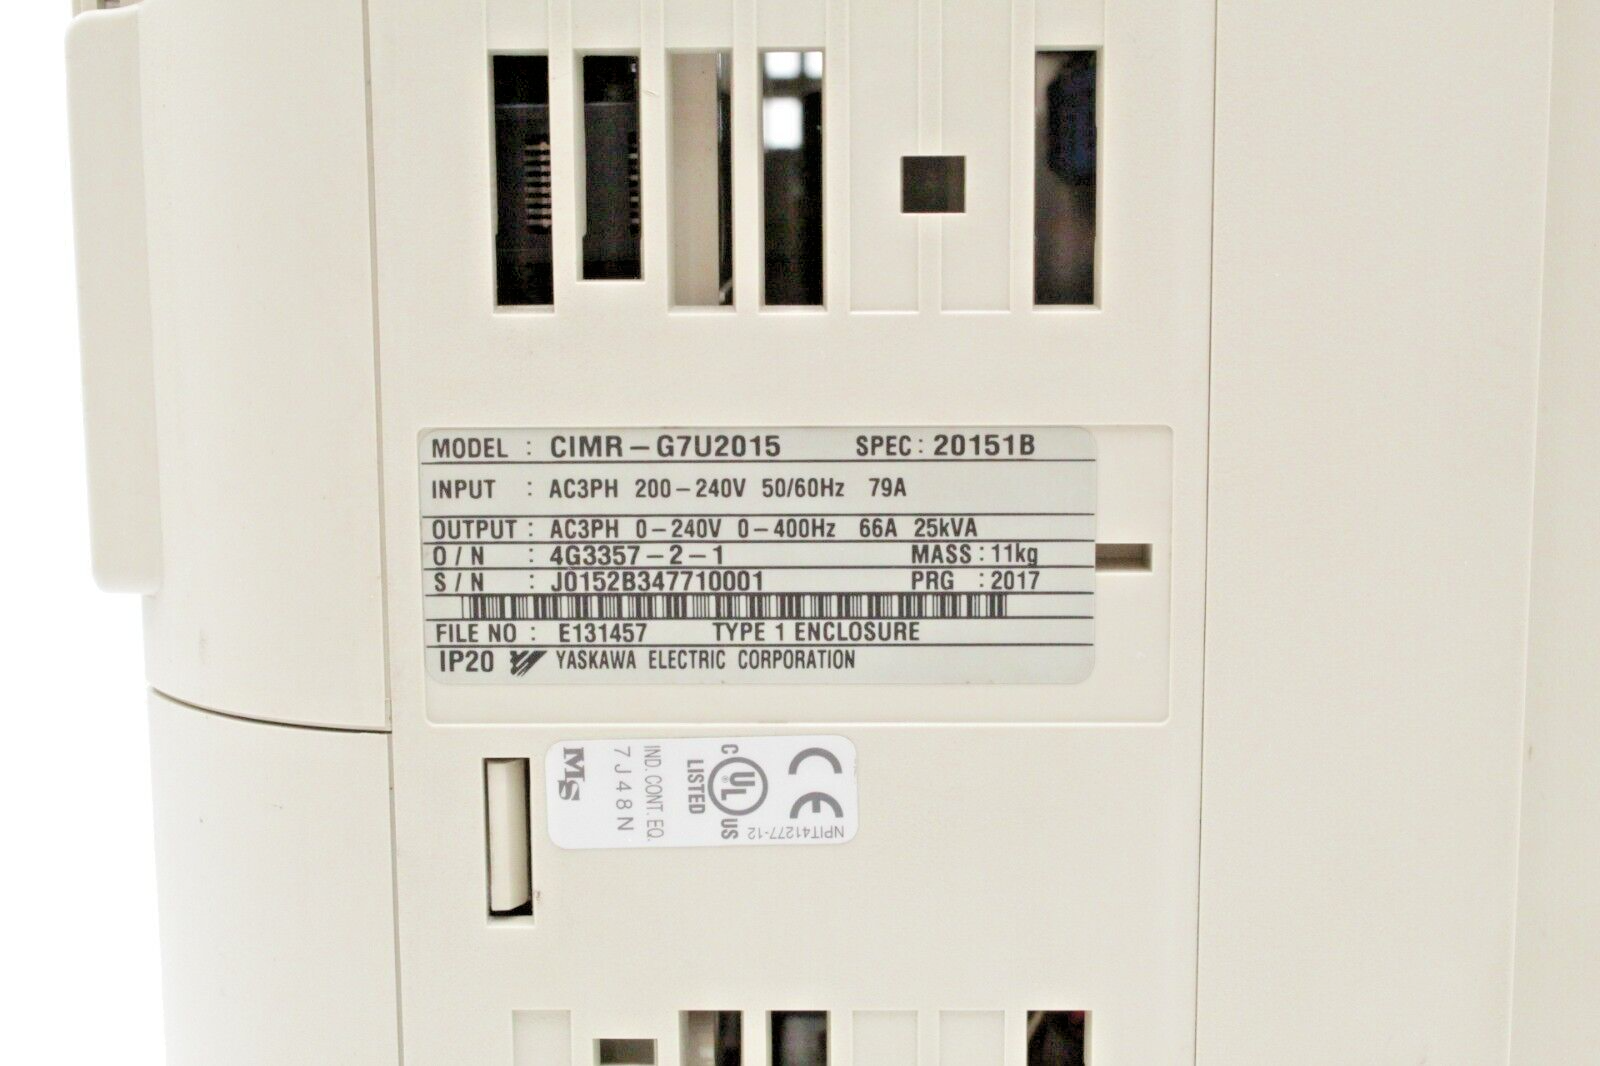 MODEL : CIMR-G7U2015 SPEC: 20151B
INPUT : AC3PH 200-240V 50/60Hz 79A
OUTPUT : AC3PH 0-240V 0-400Hz 66A 25kVA
O/N : 4G3357-2-1 MASS : 11kg
S/N : J0152B347710001 PRG : 2017
FILE NO : E131457 TYPE 1 ENCLOSURE
IP20 YASKAWA ELECTRIC CORPORATION
CE
NPIT41277-12
C UL US
LISTED
IND. CONT. EQ.
7J48N
MS